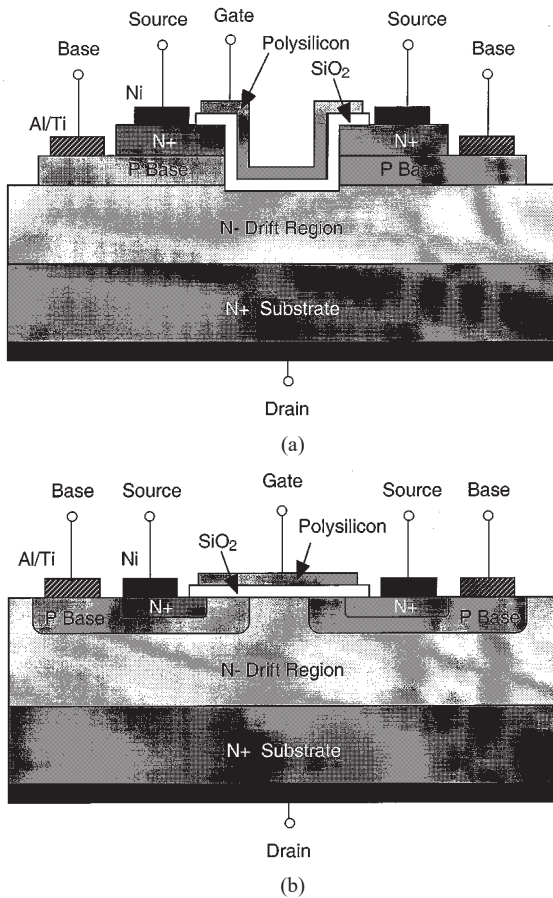 Gate
Source
Source
Polysilicon
Base
Base
SiO2
Ni
Al/Ti
N+
N+
P Base
P Base
N- Drift Region
N+ Substrate
Drain
(a)
Gate
Base
Source
Source
Base
SiO2
Polysilicon
Al/Ti
Ni
N+
N+
P Base
P Base
N- Drift Region
N+ Substrate
Drain
(b)